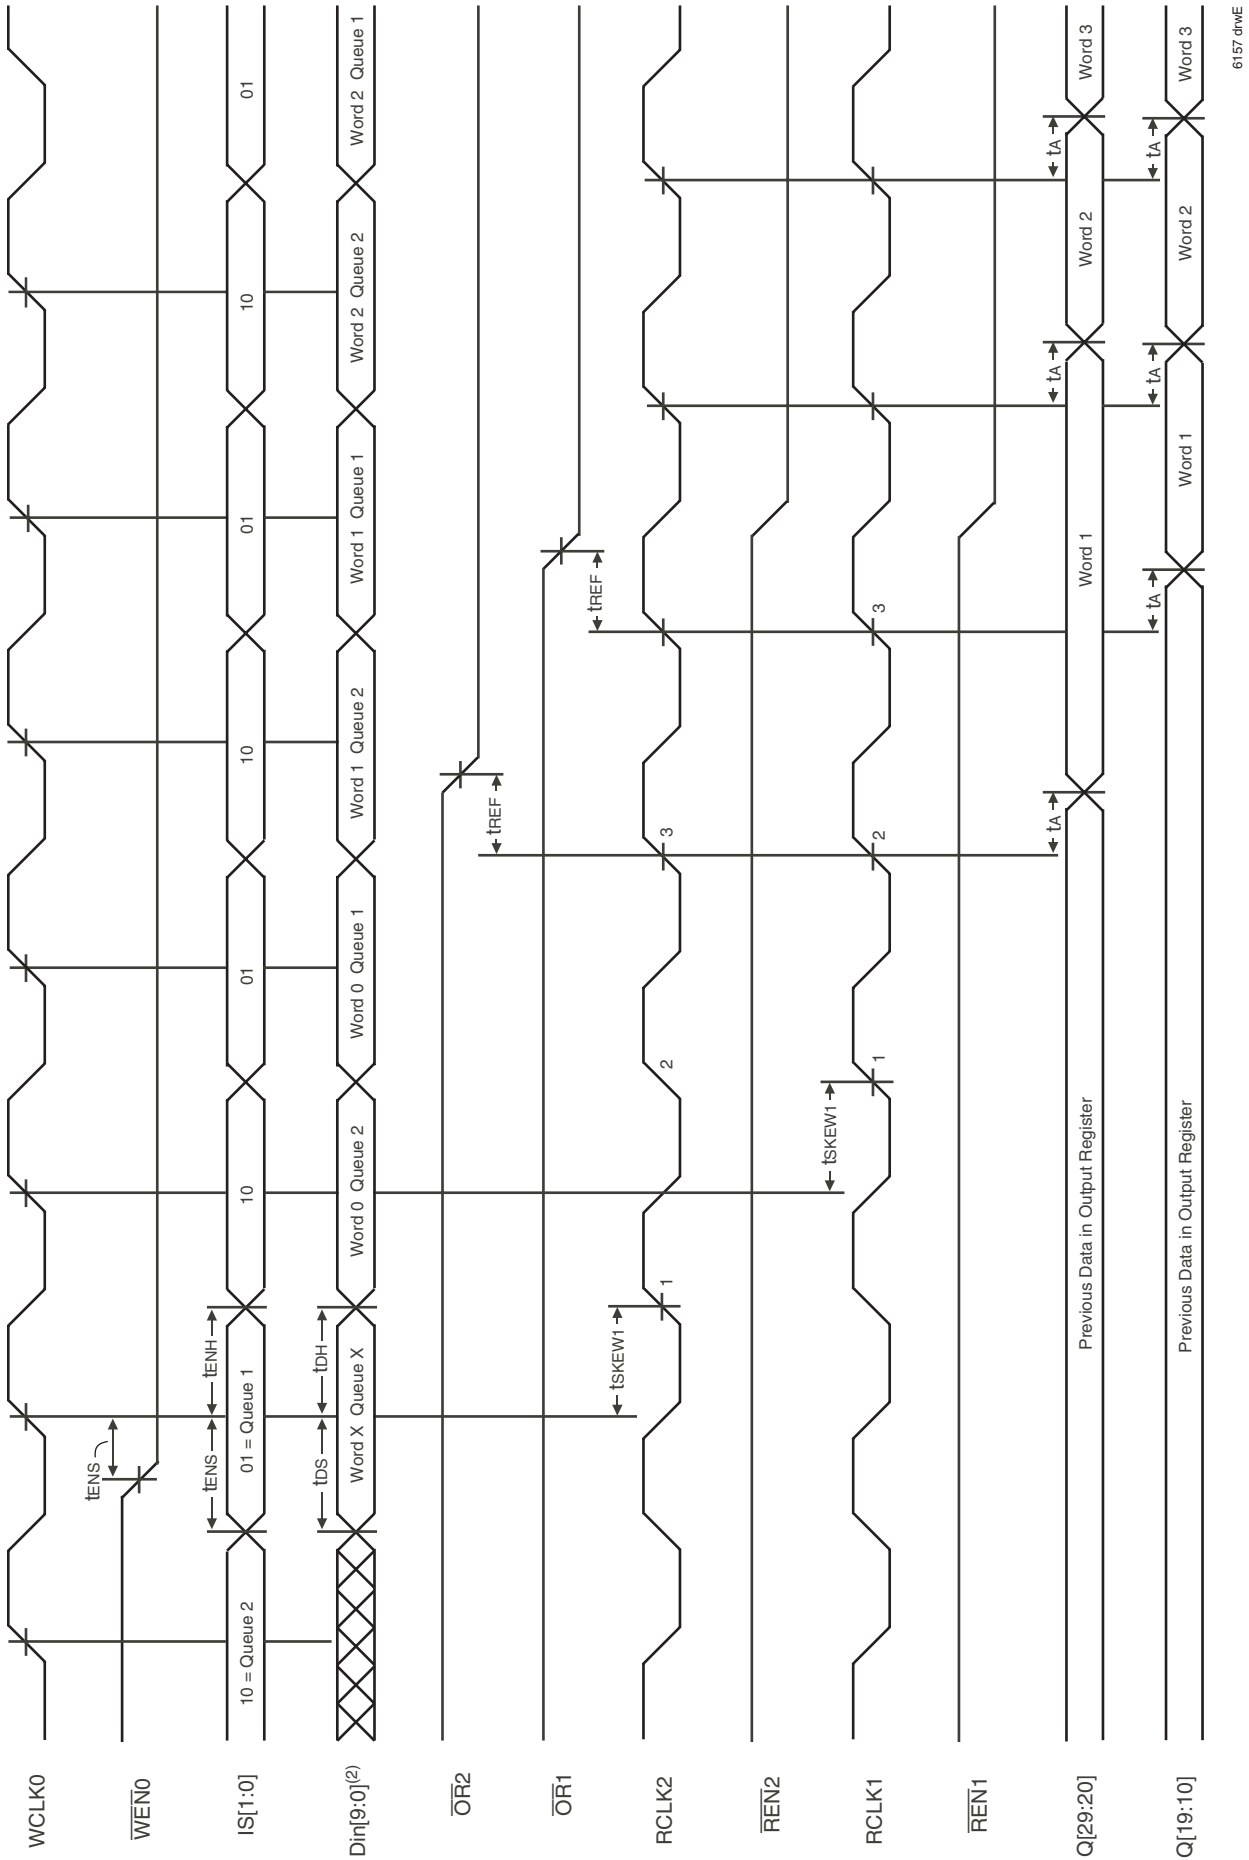 WCLK0
WEN0
tENS
IS[1:0]
10 = Queue 2
tENS
tENH
01 = Queue 1
10
01
10
01
10
01
Din[9:0](2)
tDS
tDH
Word X Queue X
Word 0 Queue 2
Word 0 Queue 1
Word 1 Queue 2
Word 1 Queue 1
Word 2 Queue 2
Word 2 Queue 1
OR2
tREF
OR1
tREF
RCLK2
tSKEW1
1
2
3
REN2
RCLK1
tSKEW1
1
2
3
REN1
Q[29:20]
Previous Data in Output Register
tA
Word 1
tA
Word 2
tA
Word 3
Q[19:10]
Previous Data in Output Register
tA
Word 1
tA
Word 2
tA
Word 3
6157 drwE